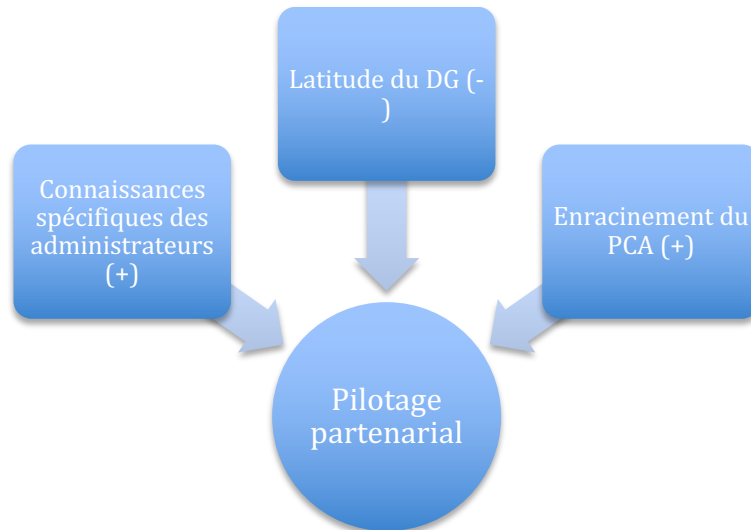 Latitude du DG (-
)
Connaissances
spécifiques des
administrateurs
(+)
Enracinement du
PCA (+)
Pilotage
partenarial